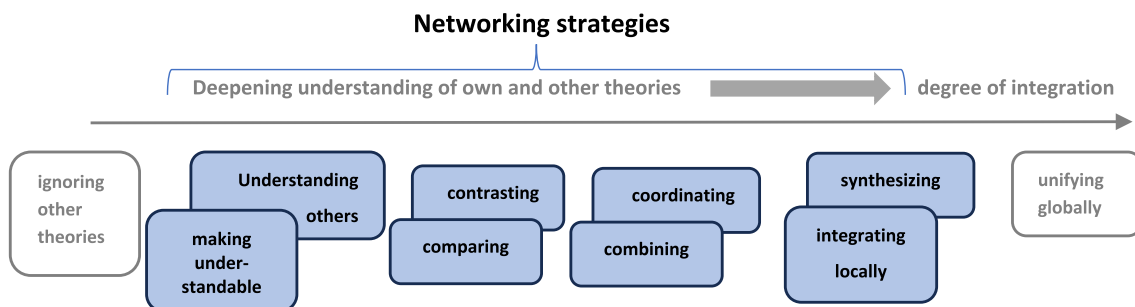 Networking strategies
Deepening understanding of own and other theories
degree of integration
ignoring
other
theories
Understanding
others
making
under-
standable
contrasting
comparing
coordinating
combining
synthesizing
integrating
locally
unifying
globally